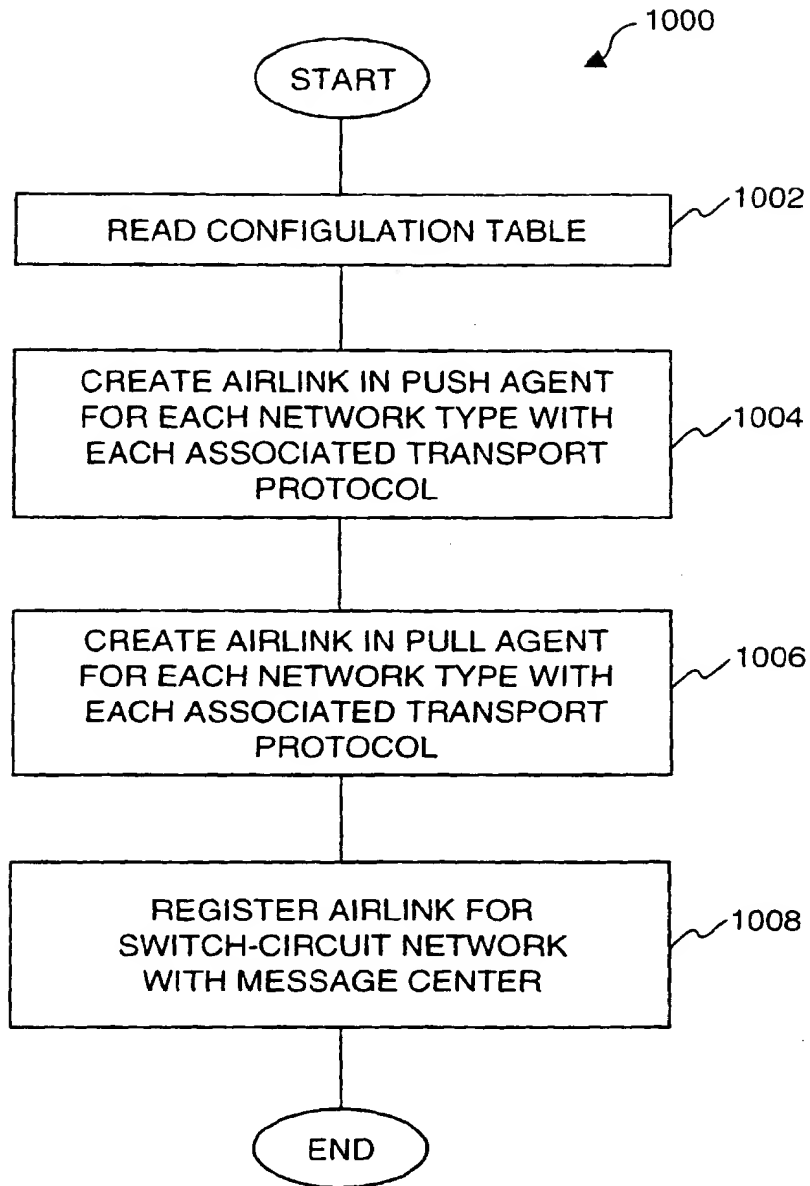 1000
START
READ CONFIGULATION TABLE
1002
CREATE AIRLINK IN PUSH AGENT
FOR EACH NETWORK TYPE WITH
EACH ASSOCIATED TRANSPORT
PROTOCOL
1004
CREATE AIRLINK IN PULL AGENT
FOR EACH NETWORK TYPE WITH
EACH ASSOCIATED TRANSPORT
PROTOCOL
1006
REGISTER AIRLINK FOR
SWITCH-CIRCUIT NETWORK
WITH MESSAGE CENTER
1008
END